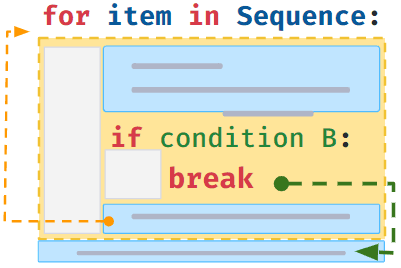 for item in Sequence:
if condition B:
break